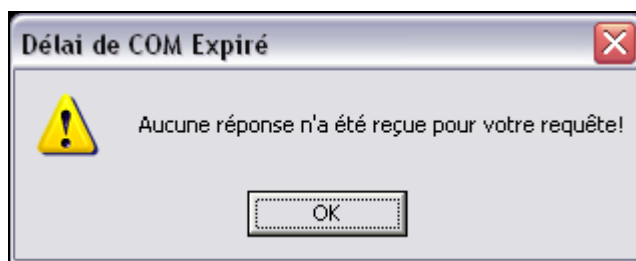 Délai de COM Expiré
Aucune réponse n'a été reçue pour votre requête!
OK